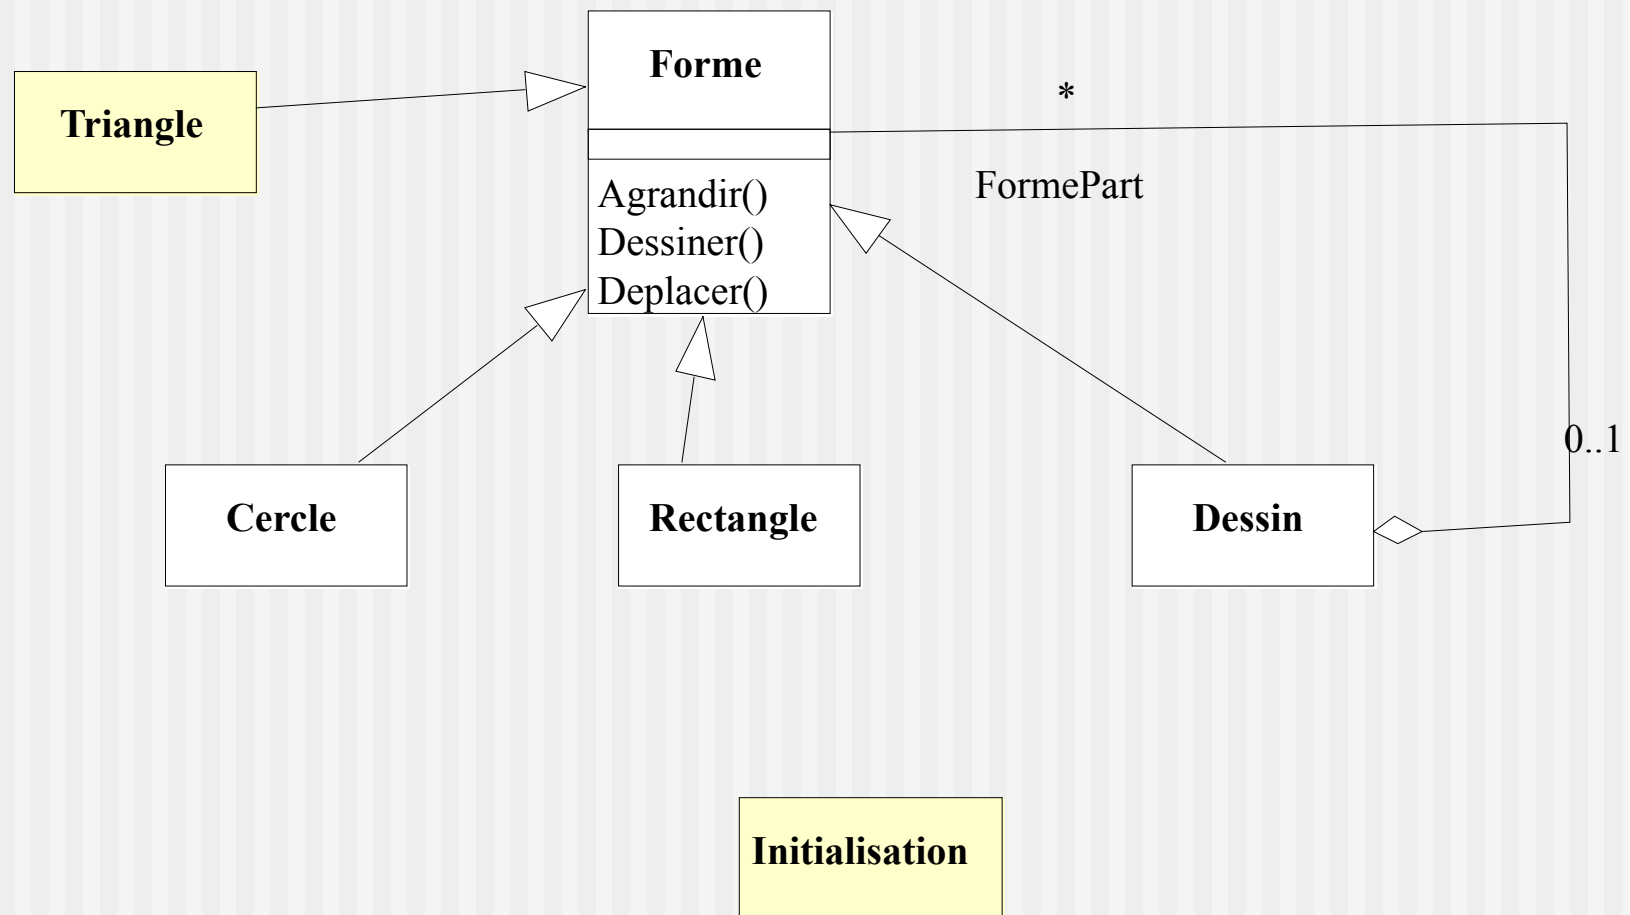 Forme
Triangle
*
FormePart
Agrandir()
Dessiner()
Deplacer()
0..1
Cercle
Rectangle
Dessin
Initialisation